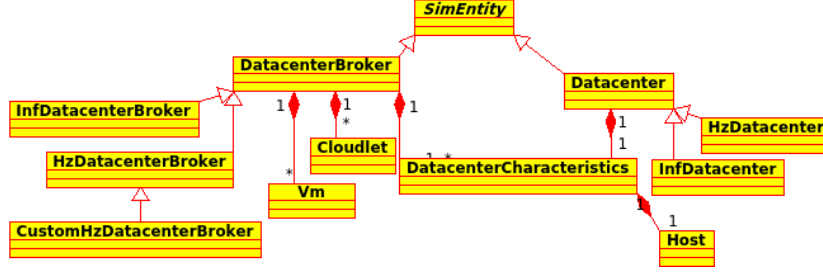 SimEntity
DatacenterBroker
Datacenter
1
1
*
1
1
1
InfDatacenterBroker
HzDatacenter
Cloudlet
HzDatacenterBroker
1..*
DatacenterCharacteristics
InfDatacenter
*
Vm
1
1
CustomHzDatacenterBroker
Host